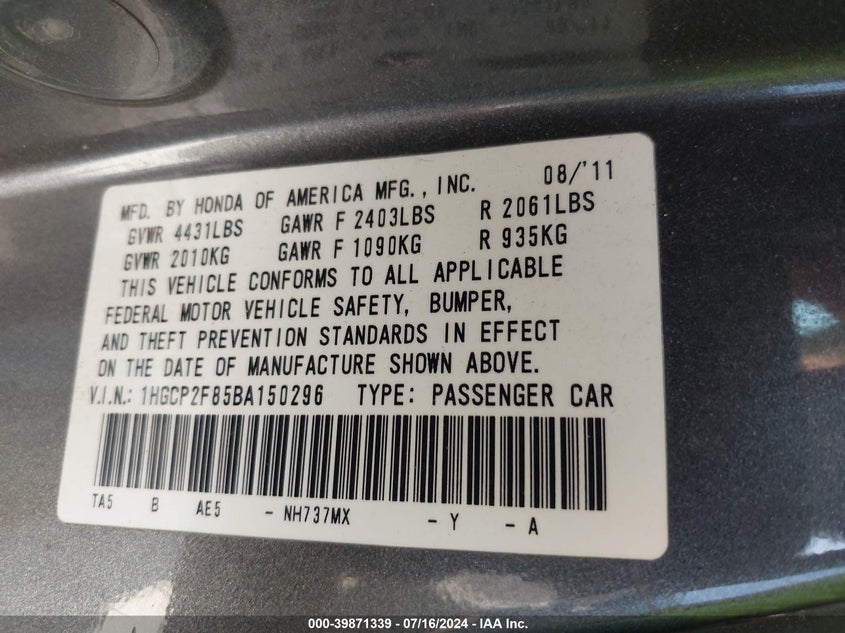 MFD. BY HONDA OF AMERICA MFG., INC. 08/'11
GVWR 4431LBS GAWR F 2403LBS R 2061LBS
GVWR 2010KG GAWR F 1090KG R 935KG
THIS VEHICLE CONFORMS TO ALL APPLICABLE
FEDERAL MOTOR VEHICLE SAFETY, BUMPER,
AND THEFT PREVENTION STANDARDS IN EFFECT
ON THE DATE OF MANUFACTURE SHOWN ABOVE.
V.I.N.: 1HGCP2F85BA150296 TYPE: PASSENGER CAR
TA5 B AE5 - NH737MX - Y - A
000-39871339 - 07/16/2024 - IAA Inc.